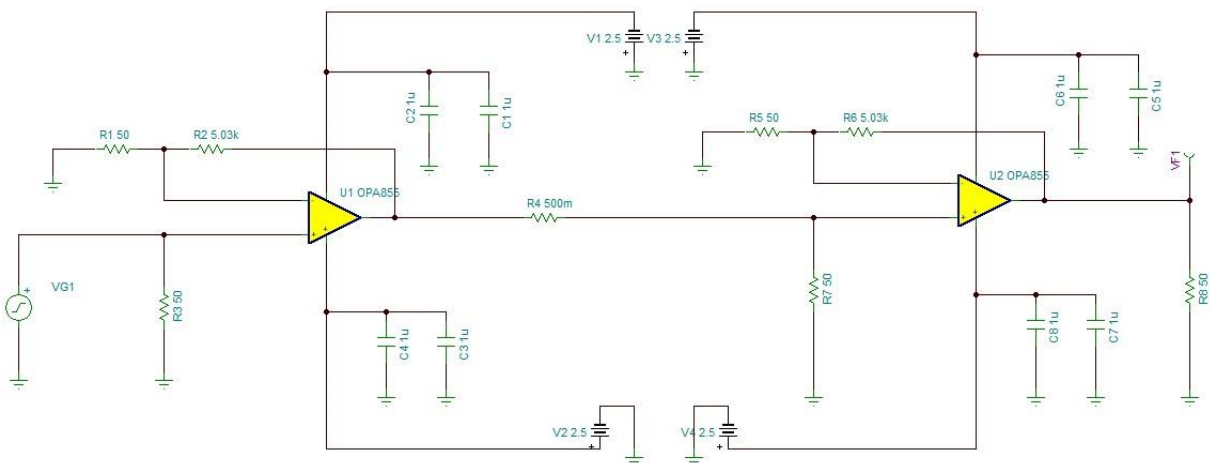 V1 2.5
V3 2.5
C2 1u
C1 1u
C6 1u
C5 1u
R1 50
R2 5.03k
R5 50
R6 5.03k
VF1
U1 OPA855
U2 OPA855
R4 500m
VG1
R3 50
R7 50
R8 50
C4 1u
C3 1u
C8 1u
C7 1u
V2 2.5
V4 2.5